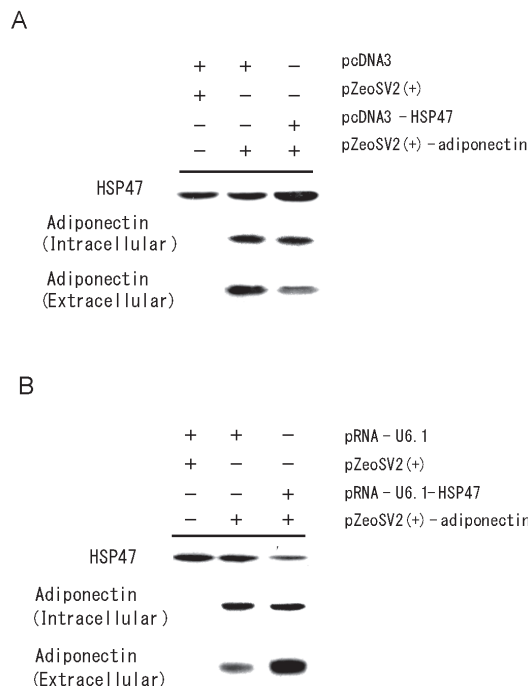 A
+ + − pcDNA3
+ − − pZeoSV2(+)
− − + pcDNA3-HSP47
− + + pZeoSV2(+)-adiponectin
HSP47
Adiponectin
(Intracellular)
Adiponectin
(Extracellular)
B
+ + − pRNA-U6.1
+ − − pZeoSV2(+)
− − + pRNA-U6.1-HSP47
− + + pZeoSV2(+)-adiponectin
HSP47
Adiponectin
(Intracellular)
Adiponectin
(Extracellular)